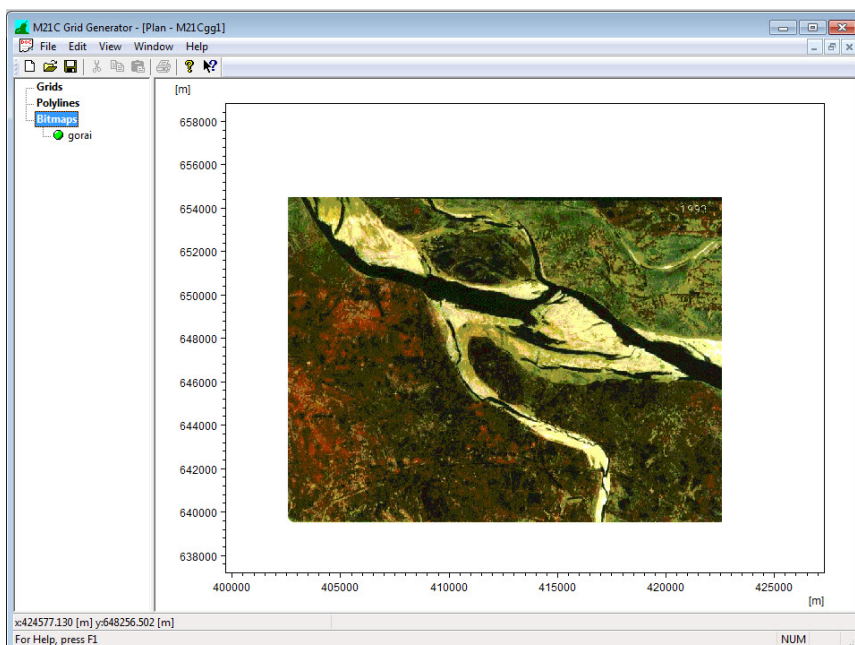 M21C Grid Generator - [Plan - M21Cgg1]
File Edit View Window Help
Grids
Polylines
Bitmaps
gorai
[m]
658000
656000
654000
652000
650000
648000
646000
644000
642000
640000
638000
1993
400000 405000 410000 415000 420000 425000
[m]
x:424577.130 [m] y:648256.502 [m]
For Help, press F1 NUM